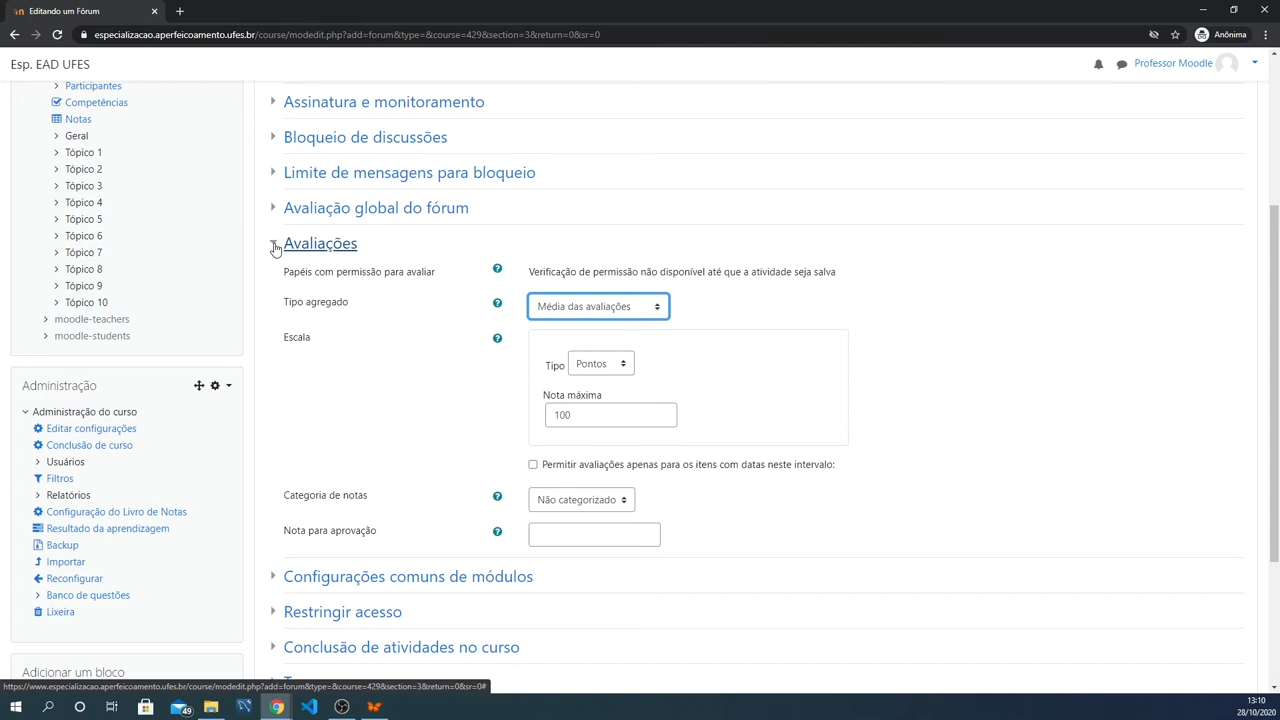 Editando um Fórum
especializacao.aperfeicoamento.ufes.br/course/modedit.php?add=forum&type=&course=429&section=3&return=0&sr=0
Anônima
Esp. EAD UFES
Professor Moodle
Participantes
Competências
Notas
Geral
Tópico 1
Tópico 2
Tópico 3
Tópico 4
Tópico 5
Tópico 6
Tópico 7
Tópico 8
Tópico 9
Tópico 10
moodle-teachers
moodle-students
Administração
Administração do curso
Editar configurações
Conclusão de curso
Usuários
Filtros
Relatórios
Configuração do Livro de Notas
Resultado da aprendizagem
Backup
Importar
Reconfigurar
Banco de questões
Lixeira
Adicionar um bloco
Assinatura e monitoramento
Bloqueio de discussões
Limite de mensagens para bloqueio
Avaliação global do fórum
Avaliações
Papéis com permissão para avaliar
Verificação de permissão não disponível até que a atividade seja salva
Tipo agregado
Média das avaliações
Escala
Tipo Pontos
Nota máxima
100
Permitir avaliações apenas para os itens com datas neste intervalo:
Categoria de notas
Não categorizado
Nota para aprovação
Configurações comuns de módulos
Restringir acesso
Conclusão de atividades no curso
https://www.especializacao.aperfeicoamento.ufes.br/course/modedit.php?add=forum&type=&course=429&section=3&return=0&sr=0#
49
13:10
28/10/2020